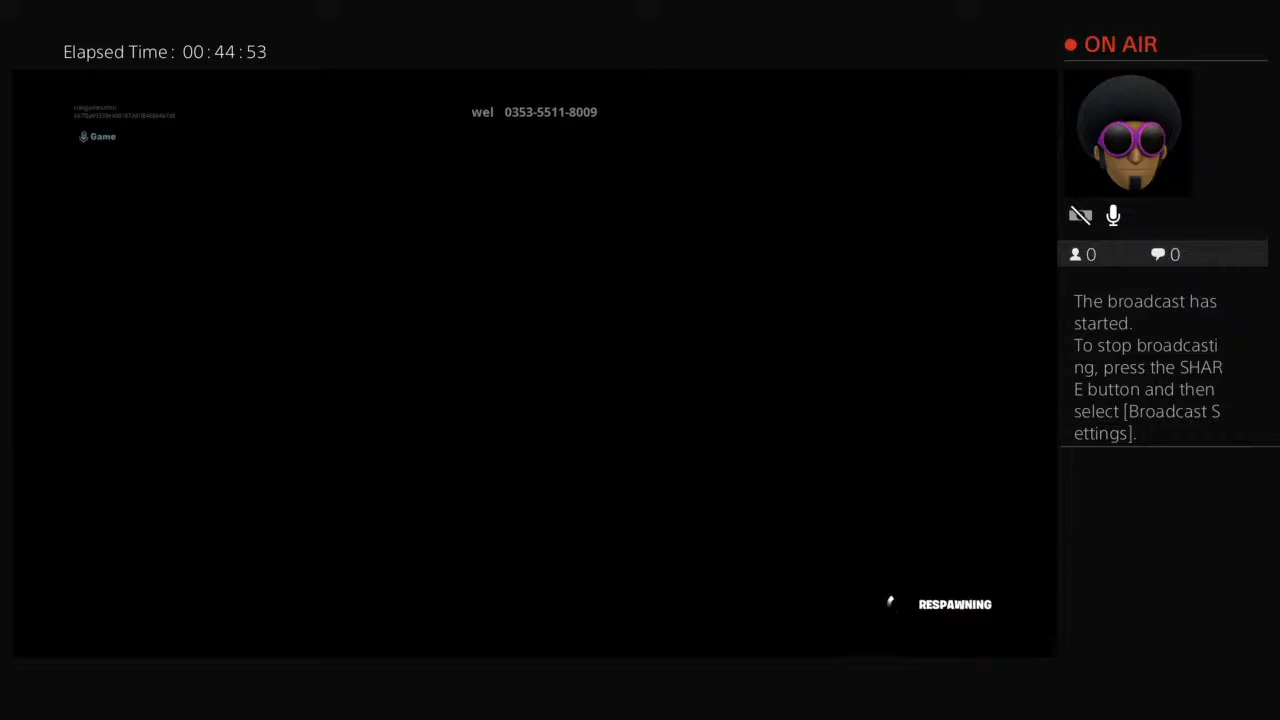 Elapsed Time: 00:44:53
ON AIR
wel 0353-5511-8009
Game
0 0
The broadcast has
started.
To stop broadcasti
ng, press the SHAR
E button and then
select [Broadcast S
ettings].
RESPAWNING